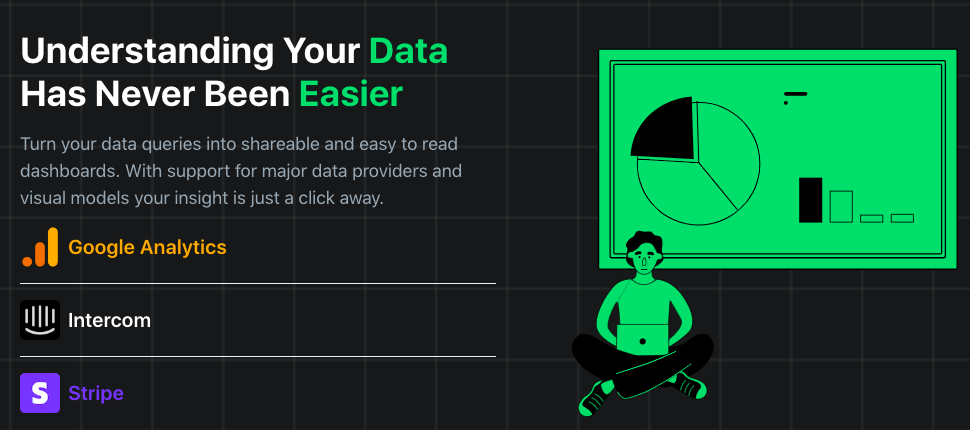 Understanding Your Data
Has Never Been Easier
Turn your data queries into shareable and easy to read
dashboards. With support for major data providers and
visual models your insight is just a click away.
Google Analytics
Intercom
S Stripe